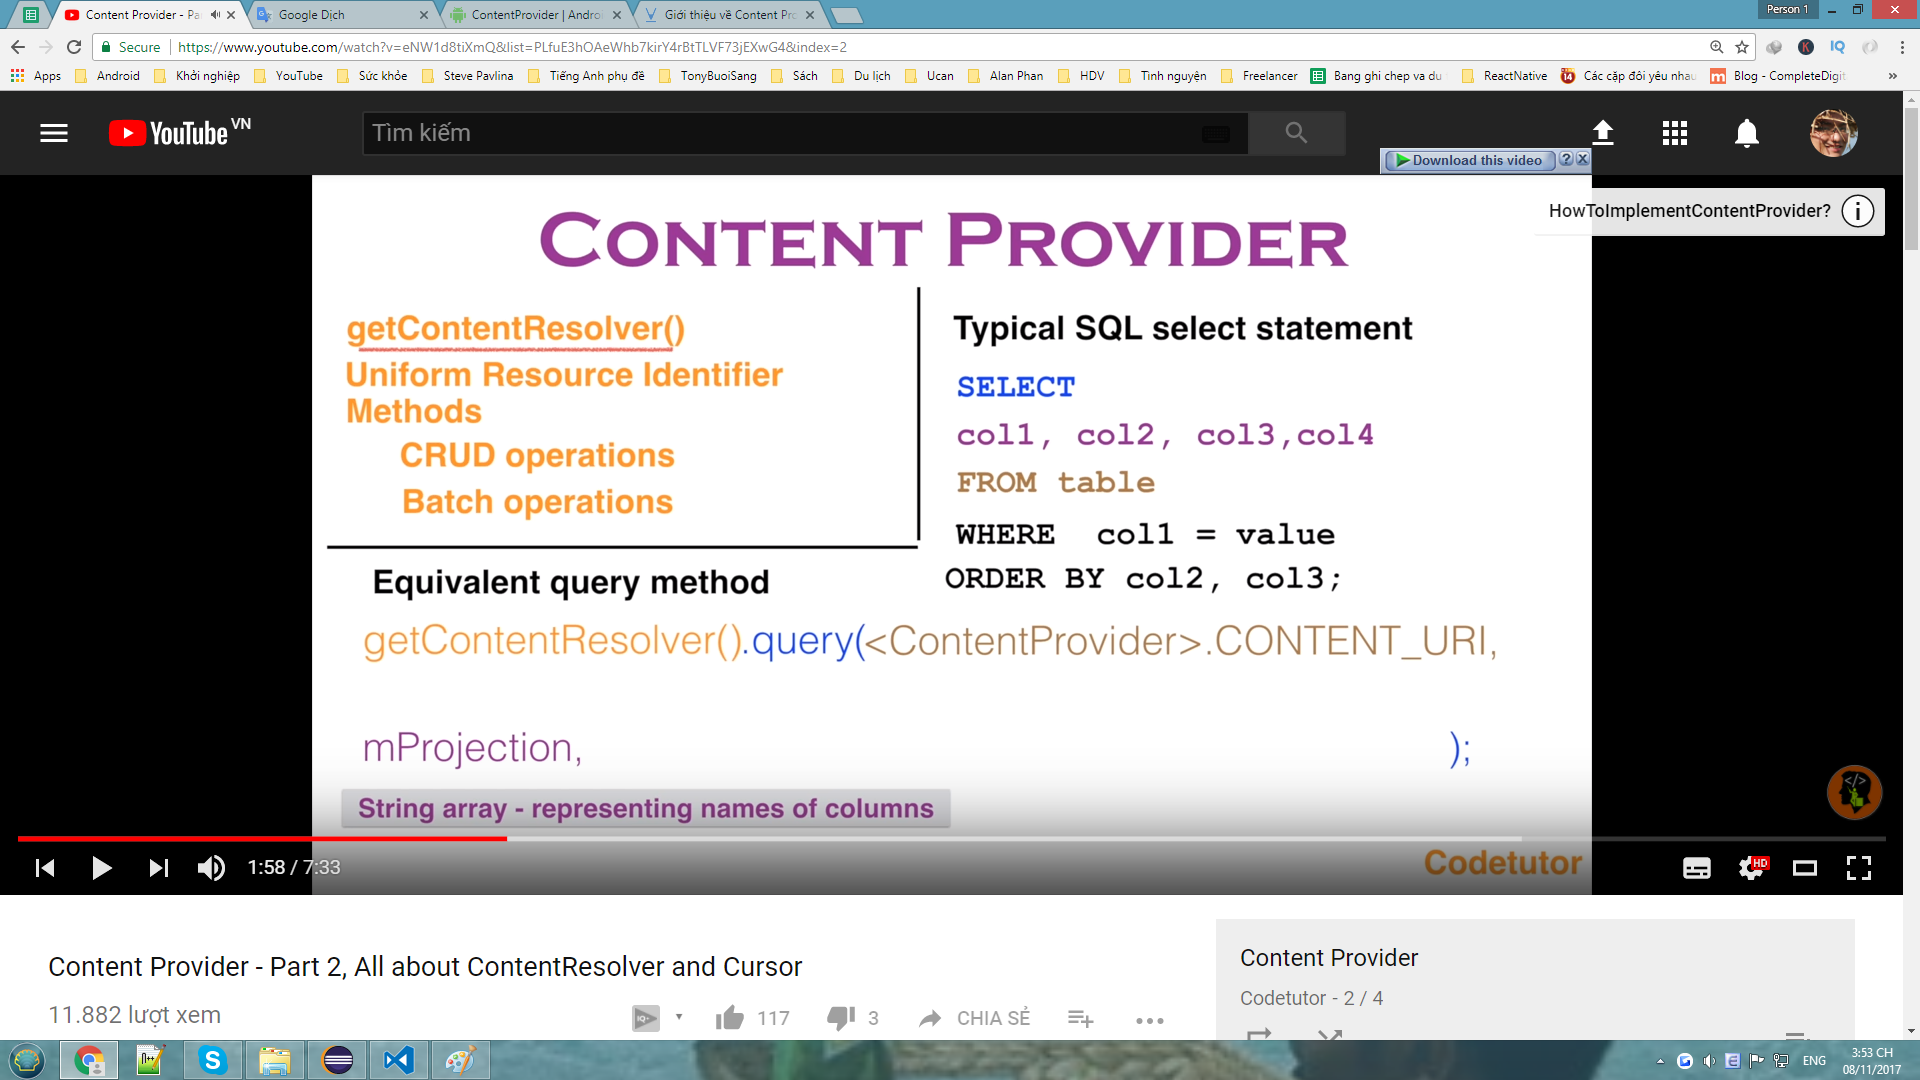 Content Provider - Pa
Google Dịch
ContentProvider | Andro
Giới thiệu về Content Pro
Person 1
Secure
https://www.youtube.com/watch?v=eNW1d8tiXmQ&list=PLfuE3hOAeWhb7kirY4rBtTLVF73jEXwG4&index=2
Apps
Android
Khởi nghiệp
YouTube
Sức khỏe
Steve Pavlina
Tiếng Anh phụ đề
TonyBuoiSang
Sách
Du lịch
Ucan
Alan Phan
HDV
Tình nguyện
Freelancer
Bang ghi chep va du
ReactNative
Các cặp đôi yêu nhau
Blog - CompleteDigit
YouTube VN
Tìm kiếm
Download this video
HowToImplementContentProvider?
CONTENT PROVIDER
getContentResolver()
Uniform Resource Identifier
Methods
CRUD operations
Batch operations
Typical SQL select statement
SELECT
col1, col2, col3,col4
FROM table
WHERE col1 = value
ORDER BY col2, col3;
Equivalent query method
getContentResolver().query(<ContentProvider>.CONTENT_URI,
mProjection, );
String array - representing names of columns
1:58 / 7:33
Codetutor
HD
Content Provider - Part 2, All about ContentResolver and Cursor
11.882 lượt xem
117
3
CHIA SẺ
Content Provider
Codetutor - 2 / 4
ENG
3:53 CH
08/11/2017